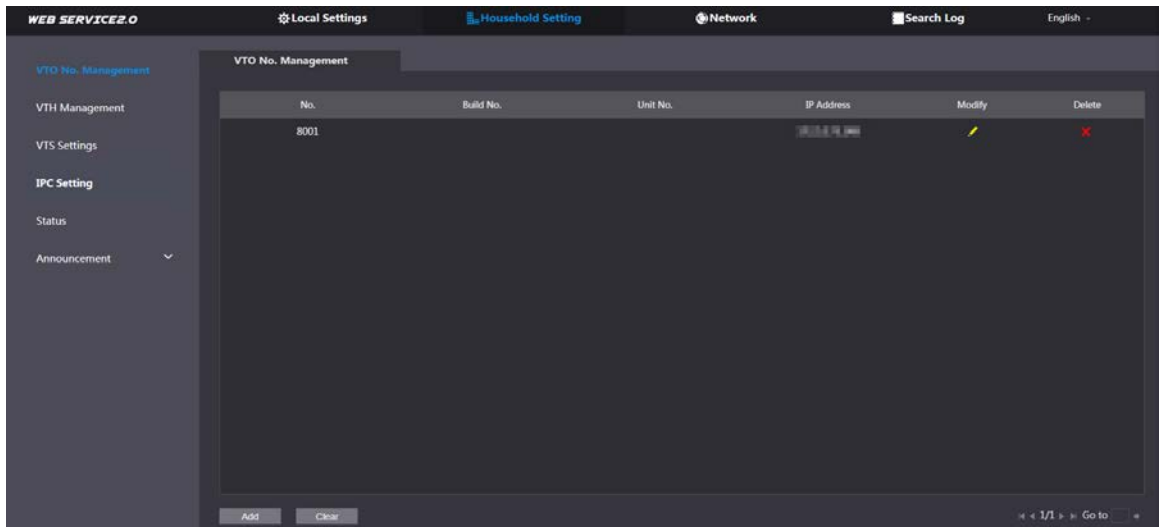 WEB SERVICE2.0
Local Settings
Household Setting
Network
Search Log
English
VTO No. Management
VTH Management
VTS Settings
IPC Setting
Status
Announcement
VTO No. Management
No. Build No. Unit No. IP Address Modify Delete
8001
Add Clear
1/1 Go to